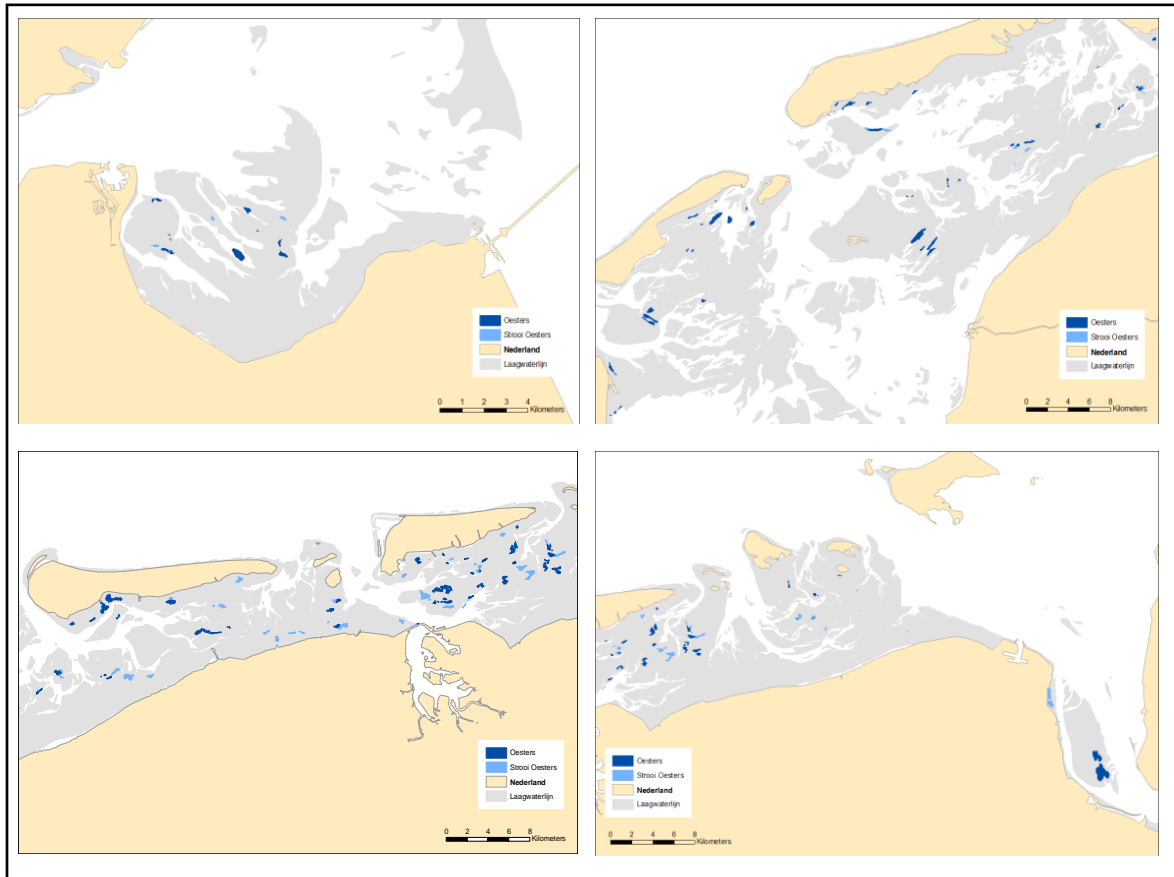 Oesters
Strooi Oesters
Nederland
Laagwaterlijn
0 1 2 3 4
Kilometers
Oesters
Strooi Oesters
Nederland
Laagwaterlijn
0 2 4 6 8
Kilometers
Oesters
Strooi Oesters
Nederland
Laagwaterlijn
0 2 4 6 8
Kilometers
Oesters
Strooi Oesters
Nederland
Laagwaterlijn
0 2 4 6 8
Kilometers